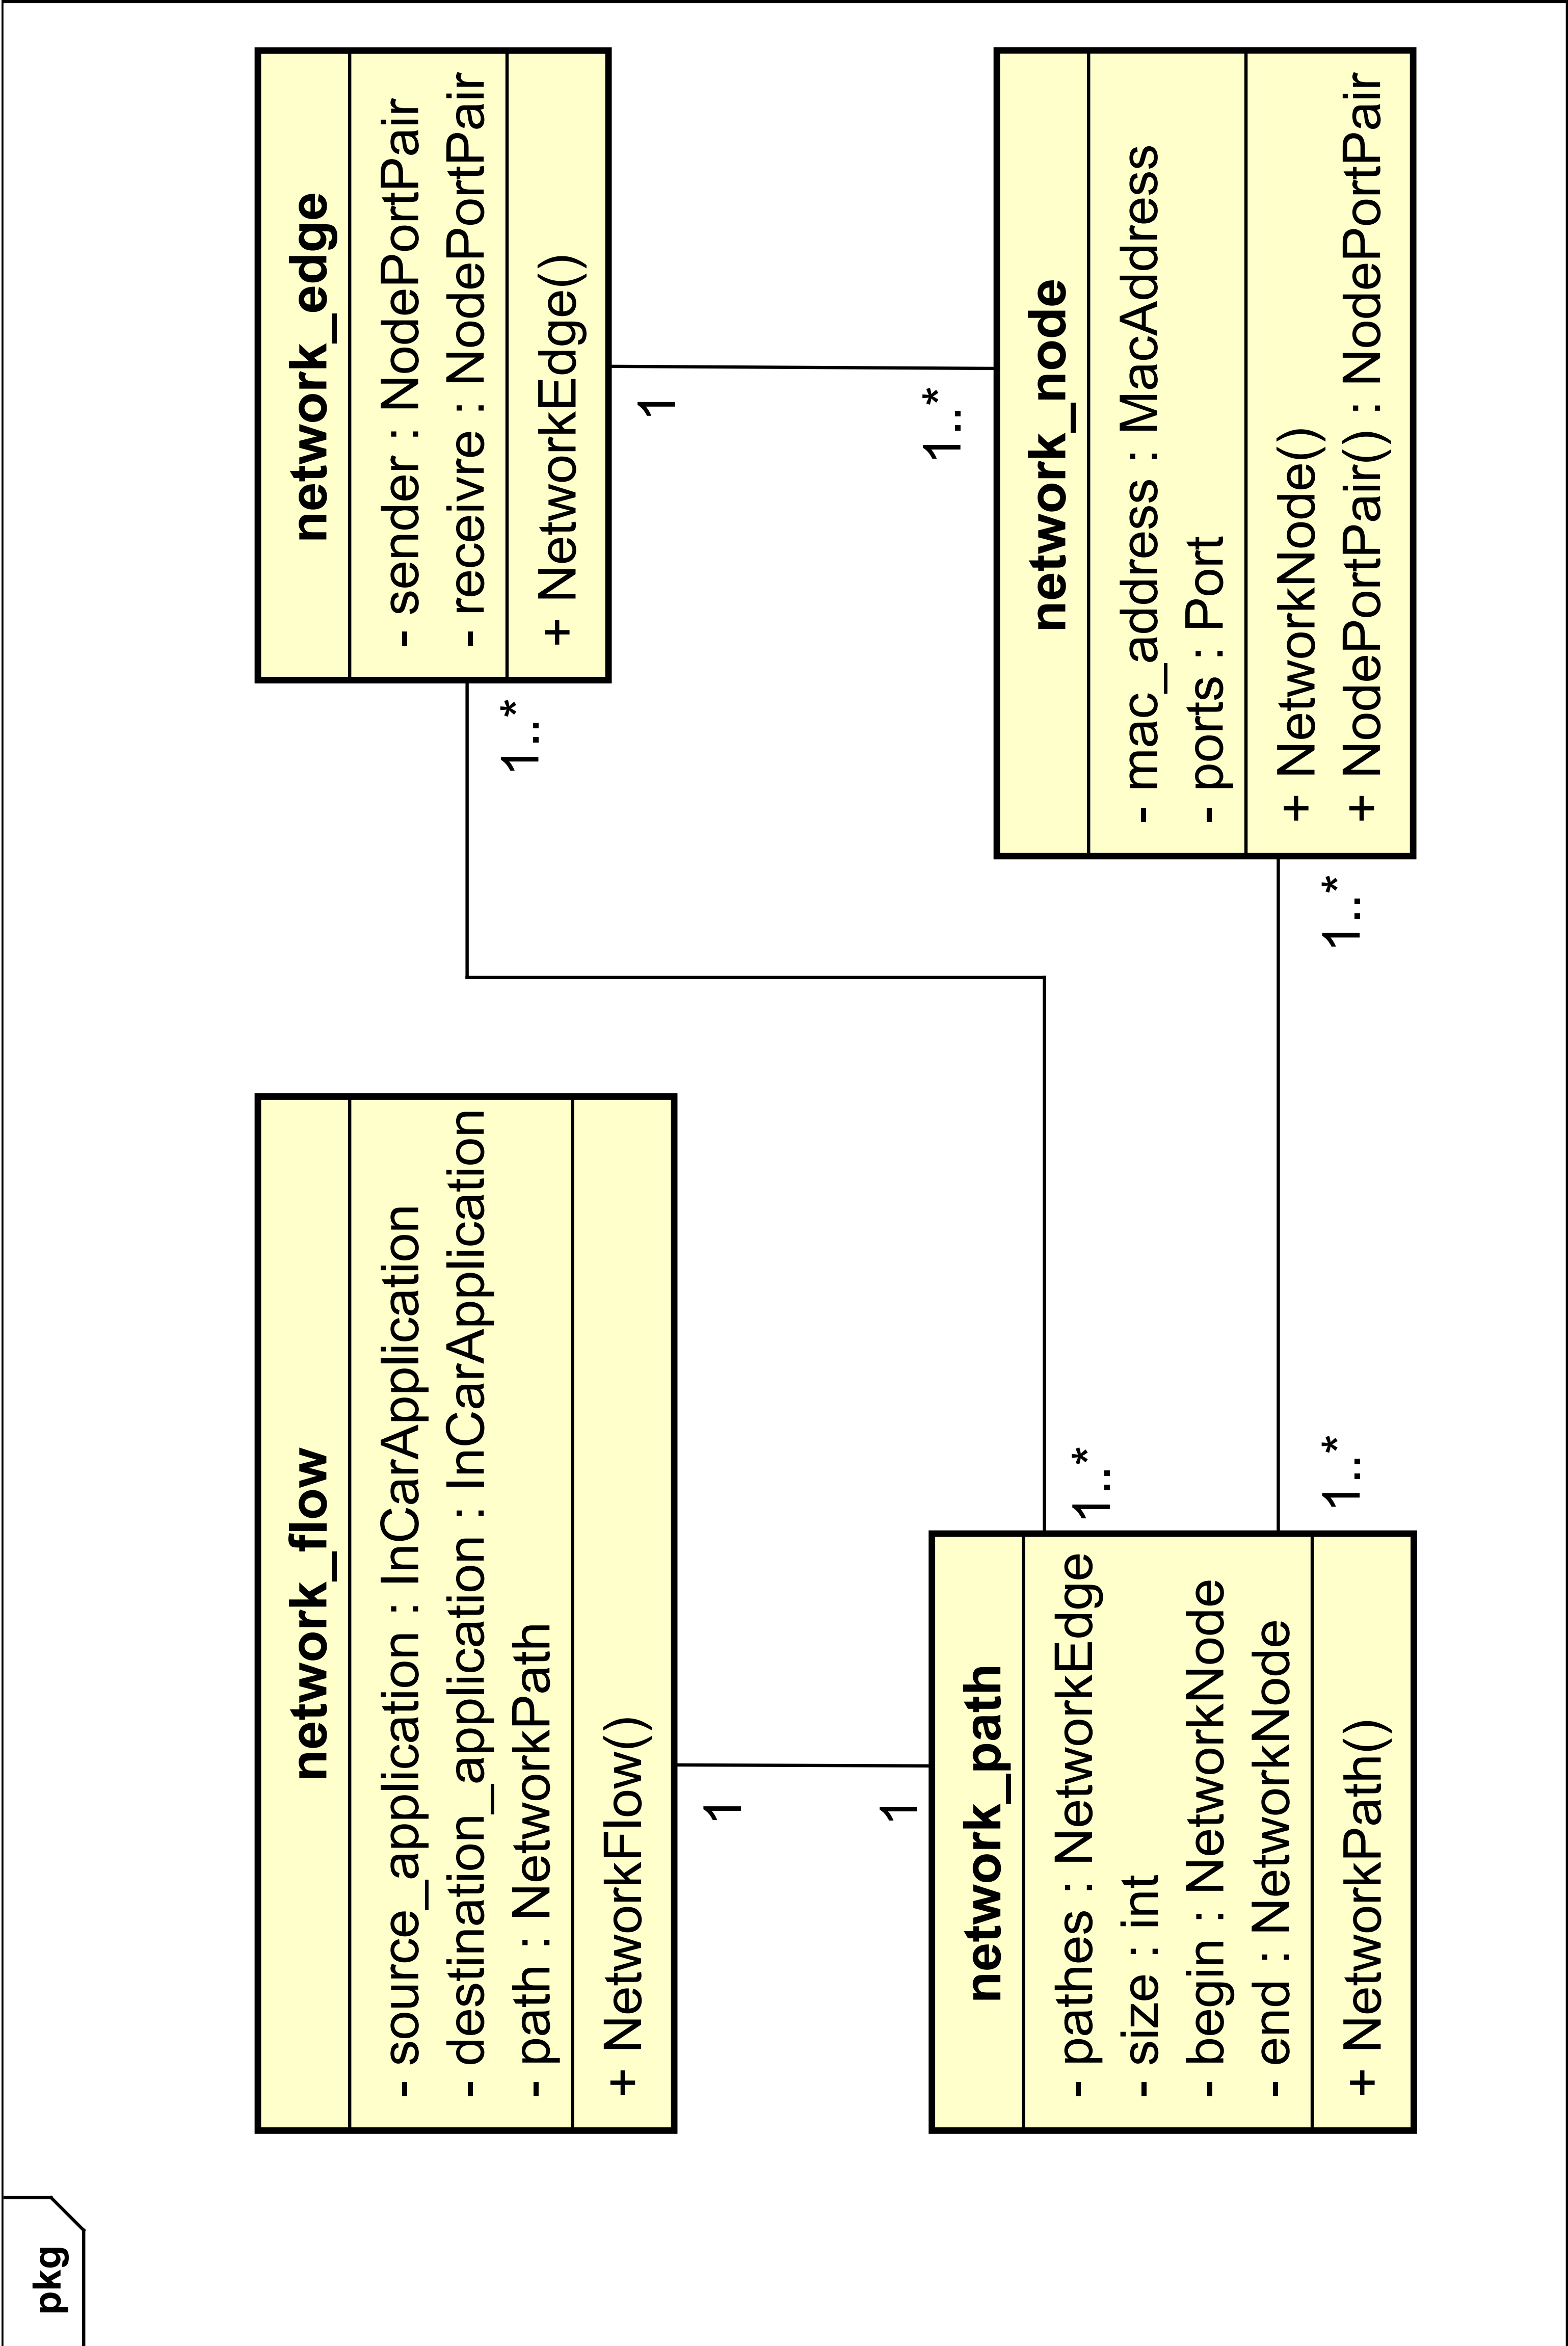 pkg
network_flow
- source_application : InCarApplication
- destination_application : InCarApplication
- path : NetworkPath
+ NetworkFlow()
network_edge
- sender : NodePortPair
- receivre : NodePortPair
+ NetworkEdge()
1..*
1
1
1
1..*
network_path
- pathes : NetworkEdge
- size : int
- begin : NetworkNode
- end : NetworkNode
+ NetworkPath()
1..*
1..*
network_node
- mac_address : MacAddress
- ports : Port
+ NetworkNode()
+ NodePortPair() : NodePortPair
1..*